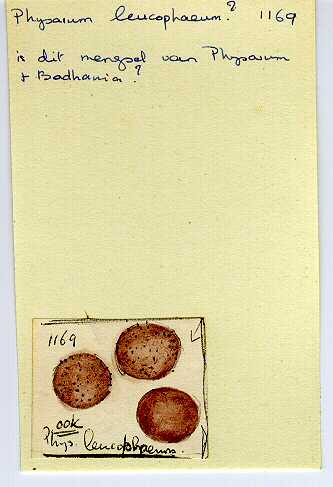 Physarum leucophaeum? 1169
is dit mengsel van Physarum
+ Badhamia?
1169
ook
Phys. leucophaeum.